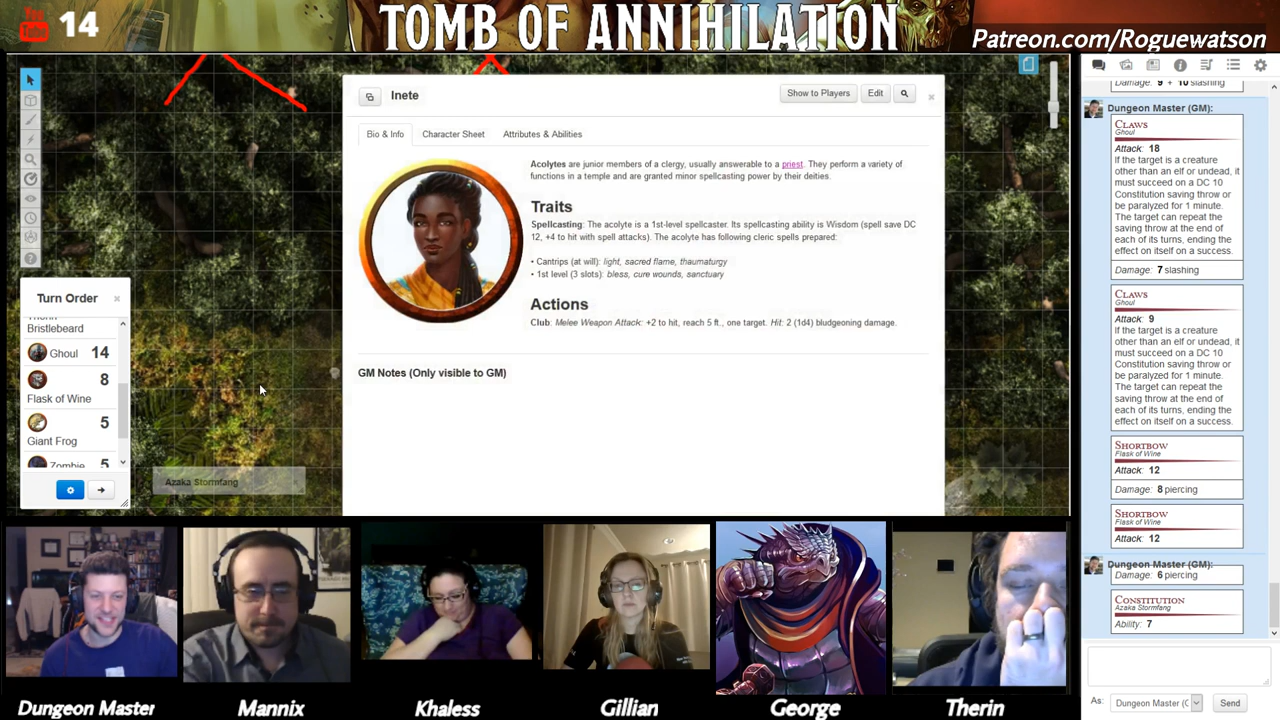 You
Tube
14
TOMB OF ANNIHILATION
Patreon.com/Roguewatson
Inete
Show to Players
Edit
Bio & Info
Character Sheet
Attributes & Abilities
Acolytes are junior members of a clergy, usually answerable to a priest. They perform a variety of
functions in a temple and are granted minor spellcasting power by their deities.
Traits
Spellcasting: The acolyte is a 1st-level spellcaster. Its spellcasting ability is Wisdom (spell save DC
12, +4 to hit with spell attacks). The acolyte has following cleric spells prepared:
• Cantrips (at will): light, sacred flame, thaumaturgy
• 1st level (3 slots): bless, cure wounds, sanctuary
Actions
Club: Melee Weapon Attack: +2 to hit, reach 5 ft., one target. Hit: 2 (1d4) bludgeoning damage.
GM Notes (Only visible to GM)
Turn Order
Bristlebeard
Ghoul 14
8
Flask of Wine
5
Giant Frog
Zombie 5
Azaka Stormfang
Damage: 9 + 10 slashing
Dungeon Master (GM):
CLAWS
Ghoul
Attack: 18
If the target is a creature
other than an elf or undead, it
must succeed on a DC 10
Constitution saving throw or
be paralyzed for 1 minute.
The target can repeat the
saving throw at the end of
each of its turns, ending the
effect on itself on a success.
Damage: 7 slashing
CLAWS
Ghoul
Attack: 9
If the target is a creature
other than an elf or undead, it
must succeed on a DC 10
Constitution saving throw or
be paralyzed for 1 minute.
The target can repeat the
saving throw at the end of
each of its turns, ending the
effect on itself on a success.
SHORTBOW
Flask of Wine
Attack: 12
Damage: 8 piercing
SHORTBOW
Flask of Wine
Attack: 12
Dungeon Master (GM):
Damage: 6 piercing
CONSTITUTION
Azaka Stormfang
Ability: 7
As:
Dungeon Master (G
Send
Dungeon Master
Mannix
Khaless
Gillian
George
Therin